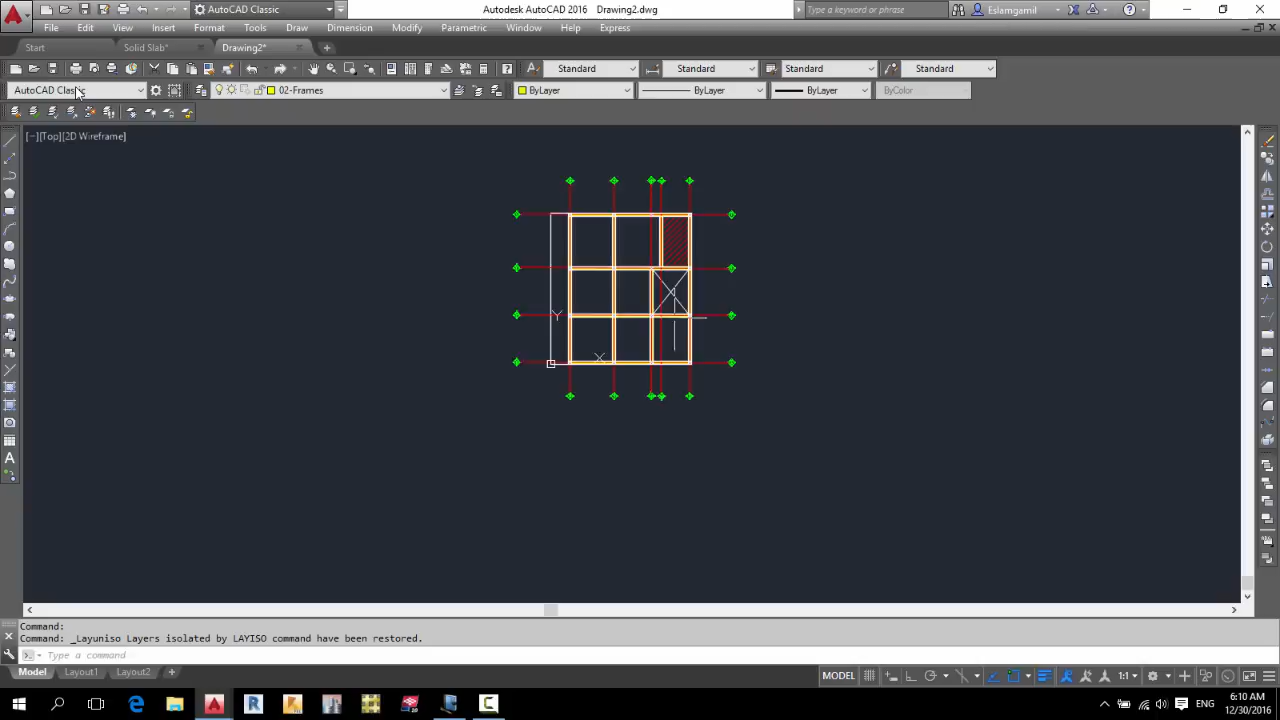 AutoCAD Classic
Autodesk AutoCAD 2016 Drawing2.dwg
Type a keyword or phrase
Eslamgamil
File Edit View Insert Format Tools Draw Dimension Modify Parametric Window Help Express
Start Solid Slab* Drawing2*
Standard Standard Standard Standard
AutoCAD Classic 02-Frames ByLayer ByLayer ByLayer ByColor
[−][Top][2D Wireframe]
Y
X
Command:
Command: _Layuniso Layers isolated by LAYISO command have been restored.
Type a command
Model Layout1 Layout2 +
MODEL 1:1
ENG
6:10 AM
12/30/2016